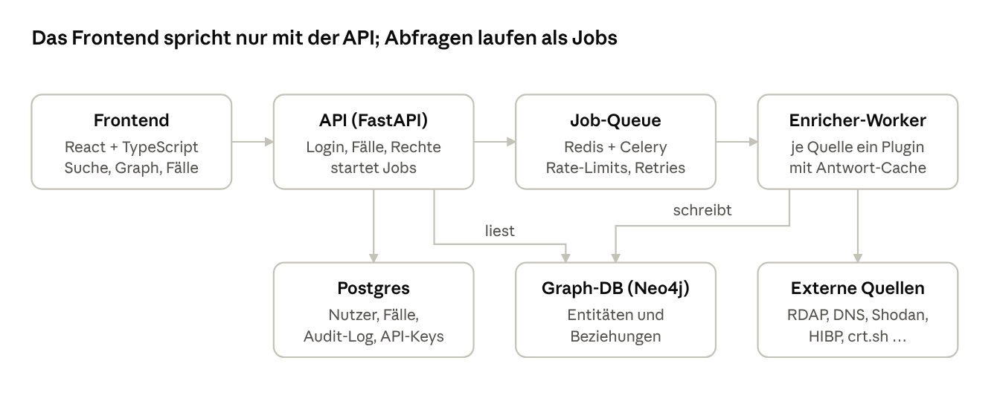 Das Frontend spricht nur mit der API; Abfragen laufen als Jobs
Frontend
React + TypeScript
Suche, Graph, Fälle
API (FastAPI)
Login, Fälle, Rechte
startet Jobs
Job-Queue
Redis + Celery
Rate-Limits, Retries
Enricher-Worker
je Quelle ein Plugin
mit Antwort-Cache
schreibt
liest
Postgres
Nutzer, Fälle,
Audit-Log, API-Keys
Graph-DB (Neo4j)
Entitäten und
Beziehungen
Externe Quellen
RDAP, DNS, Shodan,
HIBP, crt.sh …